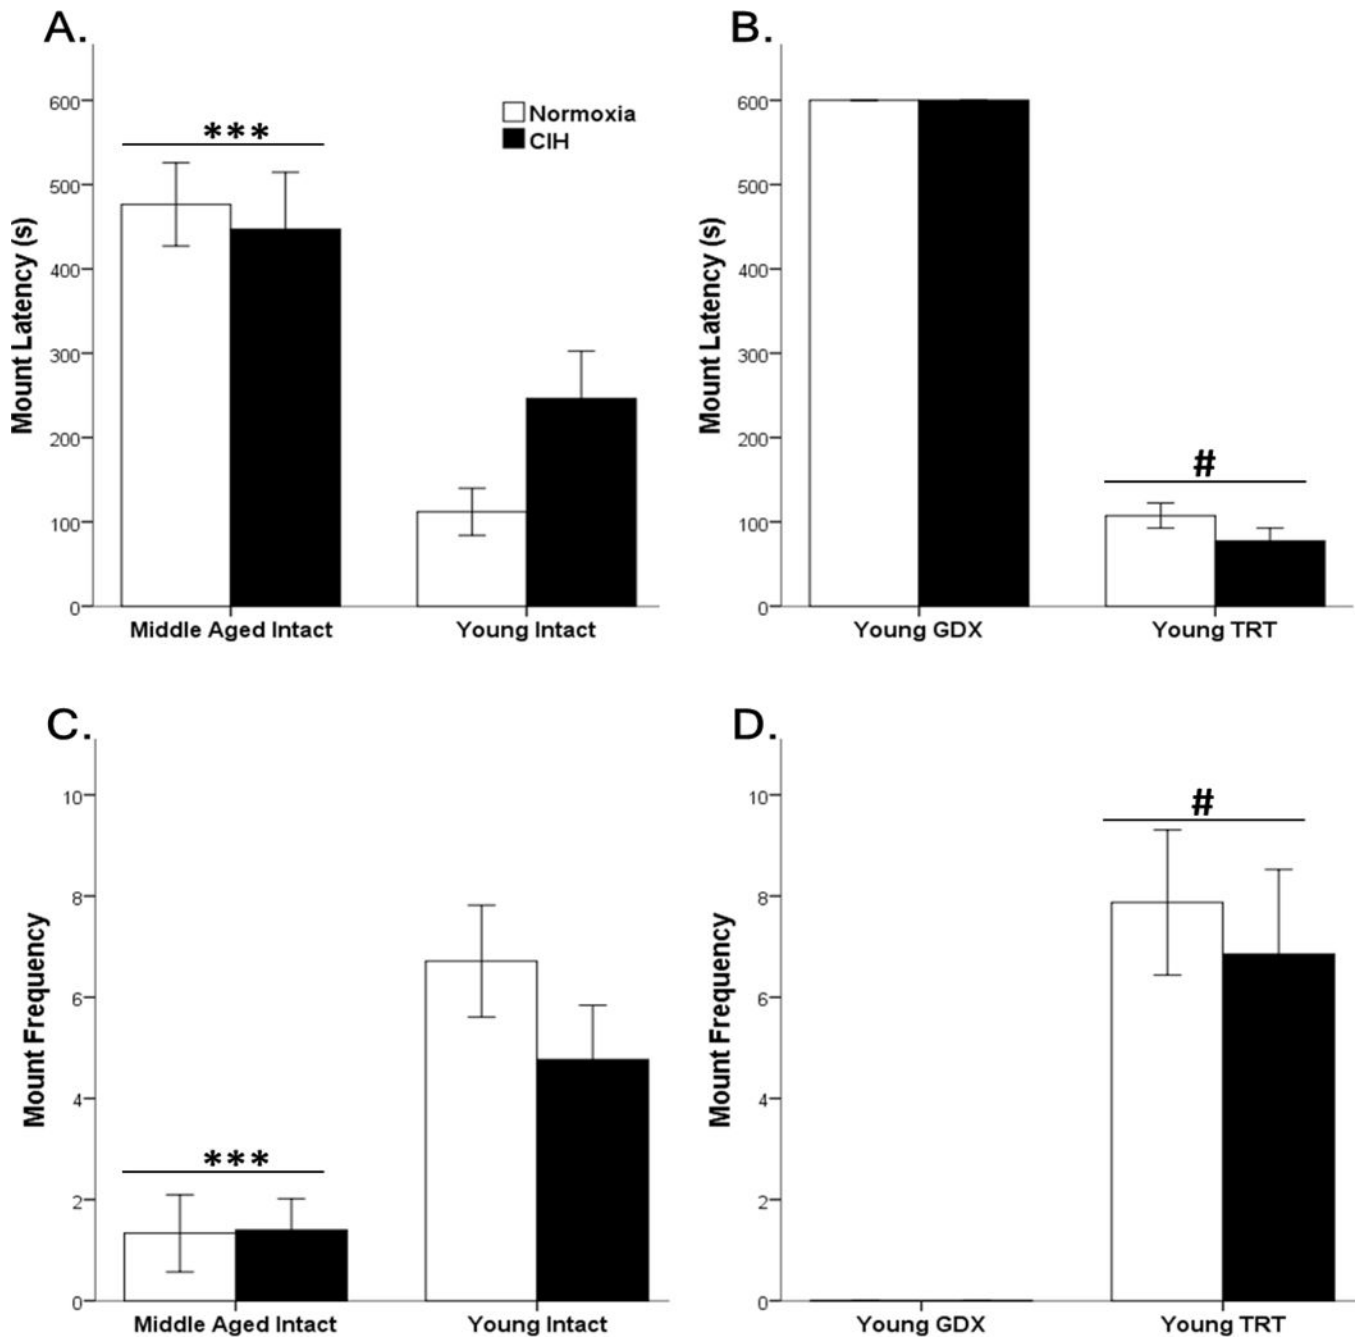 A.
Mount Latency (s)
600
500
400
300
200
100
0
***
Normoxia
CIH
Middle Aged Intact
Young Intact
B.
Mount Latency (s)
600
500
400
300
200
100
0
#
Young GDX
Young TRT
C.
Mount Frequency
10
8
6
4
2
0
***
Middle Aged Intact
Young Intact
D.
Mount Frequency
10
8
6
4
2
0
#
Young GDX
Young TRT